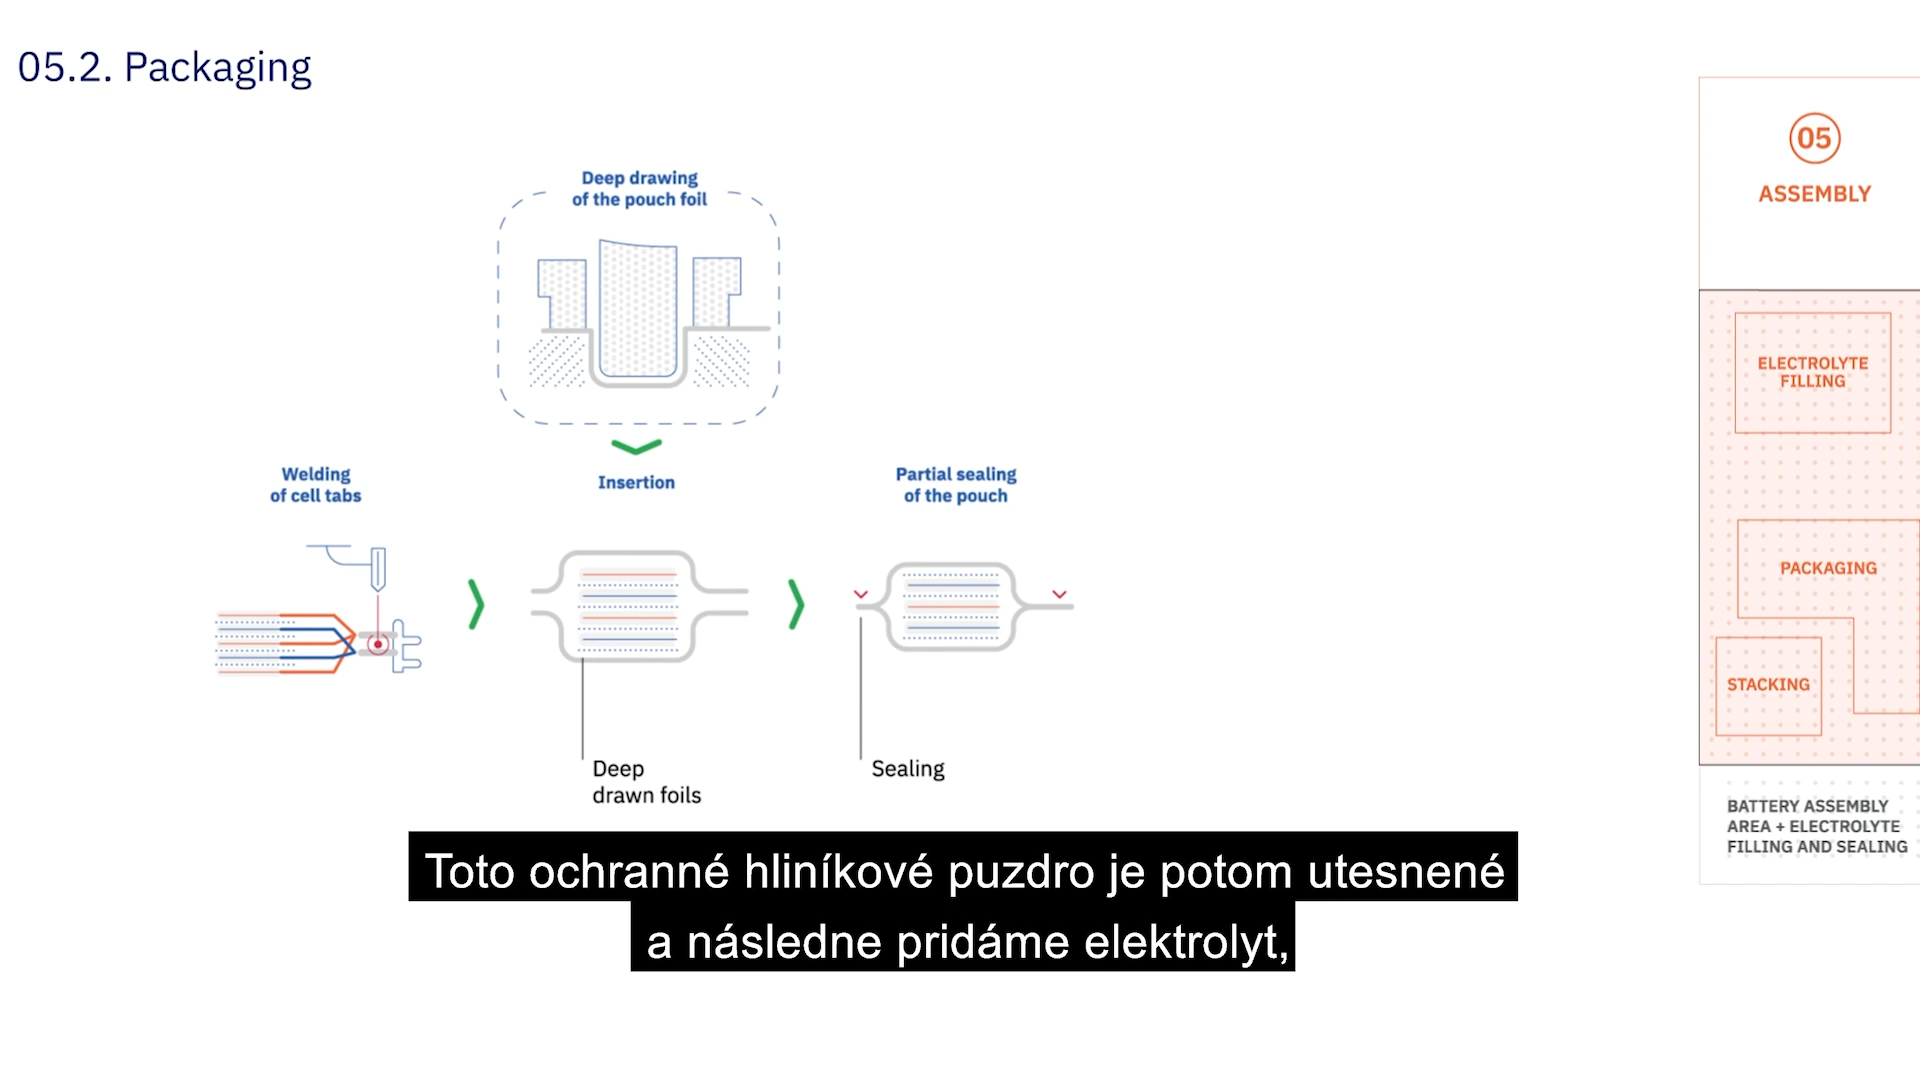 05.2. Packaging
Deep drawing
of the pouch foil
Welding
of cell tabs
Insertion
Partial sealing
of the pouch
Deep
drawn foils
Sealing
05
ASSEMBLY
ELECTROLYTE
FILLING
PACKAGING
STACKING
BATTERY ASSEMBLY
AREA + ELECTROLYTE
FILLING AND SEALING
Toto ochranné hliníkové puzdro je potom utesnené
a následne pridáme elektrolyt,